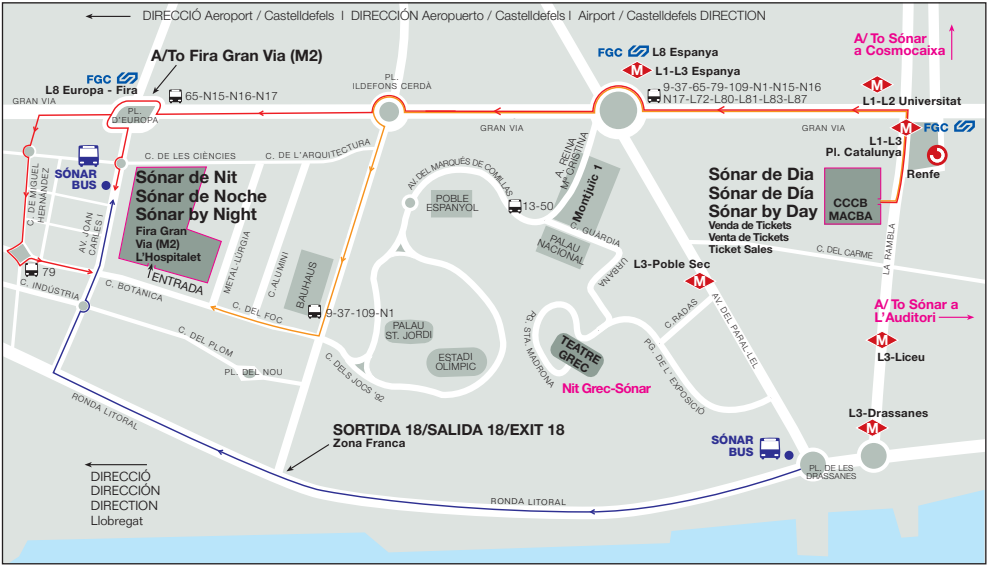 DIRECCIÓ Aeroport / Castelldefels I DIRECCIÓN Aeropuerto / Castelldefels I Airport / Castelldefels DIRECTION
A/ To Sónar
a Cosmocaixa
A/To Fira Gran Via (M2)
FGC
L8 Europa - Fira
65-N15-N16-N17
PL.
ILDEFONS CERDÀ
FGC
L8 Espanya
M
L1-L3 Espanya
9-37-65-79-109-N1-N15-N16
N17-L72-L80-L81-L83-L87
M
L1-L2 Universitat
GRAN VIA
PL.
D'EUROPA
GRAN VIA
GRAN VIA
M
FGC
L1-L3
Pl. Catalunya
Renfe
C. DE LES CIÈNCIES
C. DE L'ARQUITECTURA
SÓNAR
BUS
C. DE MIGUEL
HERNÁNDEZ
AV. JOAN
CARLES I
Sónar de Nit
Sónar de Noche
Sónar by Night
Fira Gran
Via (M2)
L'Hospitalet
ENTRADA
AV. DEL MARQUÈS DE COMILLAS
POBLE
ESPANYOL
13-50
A. REINA
Mª CRISTINA
Montjuïc 1
C. GUÀRDIA
URBANA
PALAU
NACIONAL
Sónar de Dia
Sónar de Día
Sónar by Day
Venda de Tickets
Venta de Tickets
Ticket Sales
CCCB
MACBA
C. DEL CARME
LA RAMBLA
79
C. INDÚSTRIA
C. BOTÀNICA
METAL·LÚRGIA
C.ALUMINI
BAUHAUS
C. DEL FOC
9-37-109-N1
L3-Poble Sec
M
C.RADAS
AV. DEL PARAL·LEL
A/ To Sónar a
L'Auditori
M
L3-Liceu
C. DEL PLOM
PL. DEL NOU
PALAU
ST. JORDI
ESTADI
OLÍMPIC
C. DELS JOCS '92
PG. STA. MADRONA
TEATRE
GREC
Nit Grec-Sónar
PG. DE L' EXPOSICIÓ
RONDA LITORAL
SORTIDA 18/SALIDA 18/EXIT 18
Zona Franca
L3-Drassanes
M
SÓNAR
BUS
PL. DE LES
DRASSANES
DIRECCIÓ
DIRECCIÓN
DIRECTION
Llobregat
RONDA LITORAL